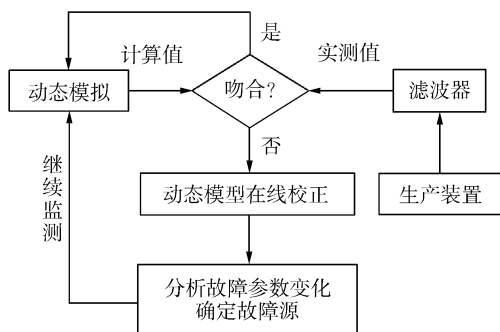 是
计算值
实测值
动态模拟
吻合?
滤波器
否
继续监测
动态模型在线校正
生产装置
分析故障参数变化
确定故障源